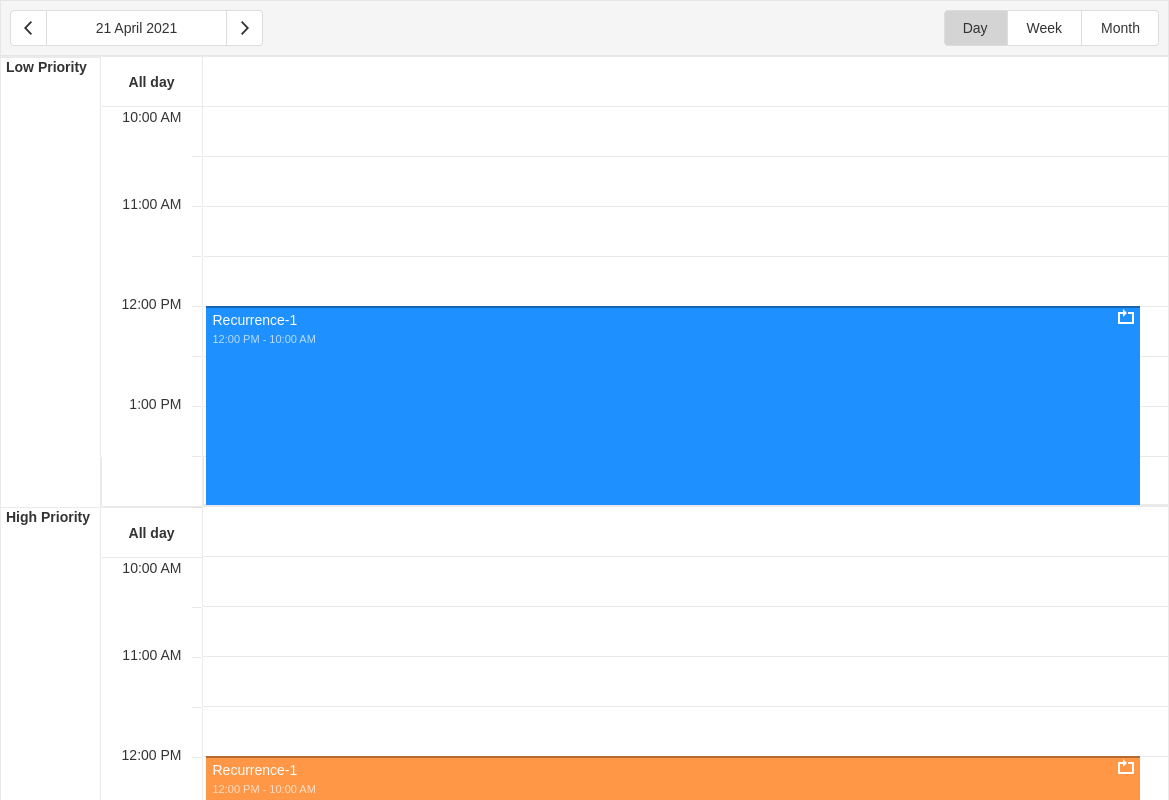 21 April 2021
Day
Week
Month
Low Priority
All day
10:00 AM
11:00 AM
12:00 PM
Recurrence-1
12:00 PM - 10:00 AM
1:00 PM
High Priority
All day
10:00 AM
11:00 AM
12:00 PM
Recurrence-1
12:00 PM - 10:00 AM